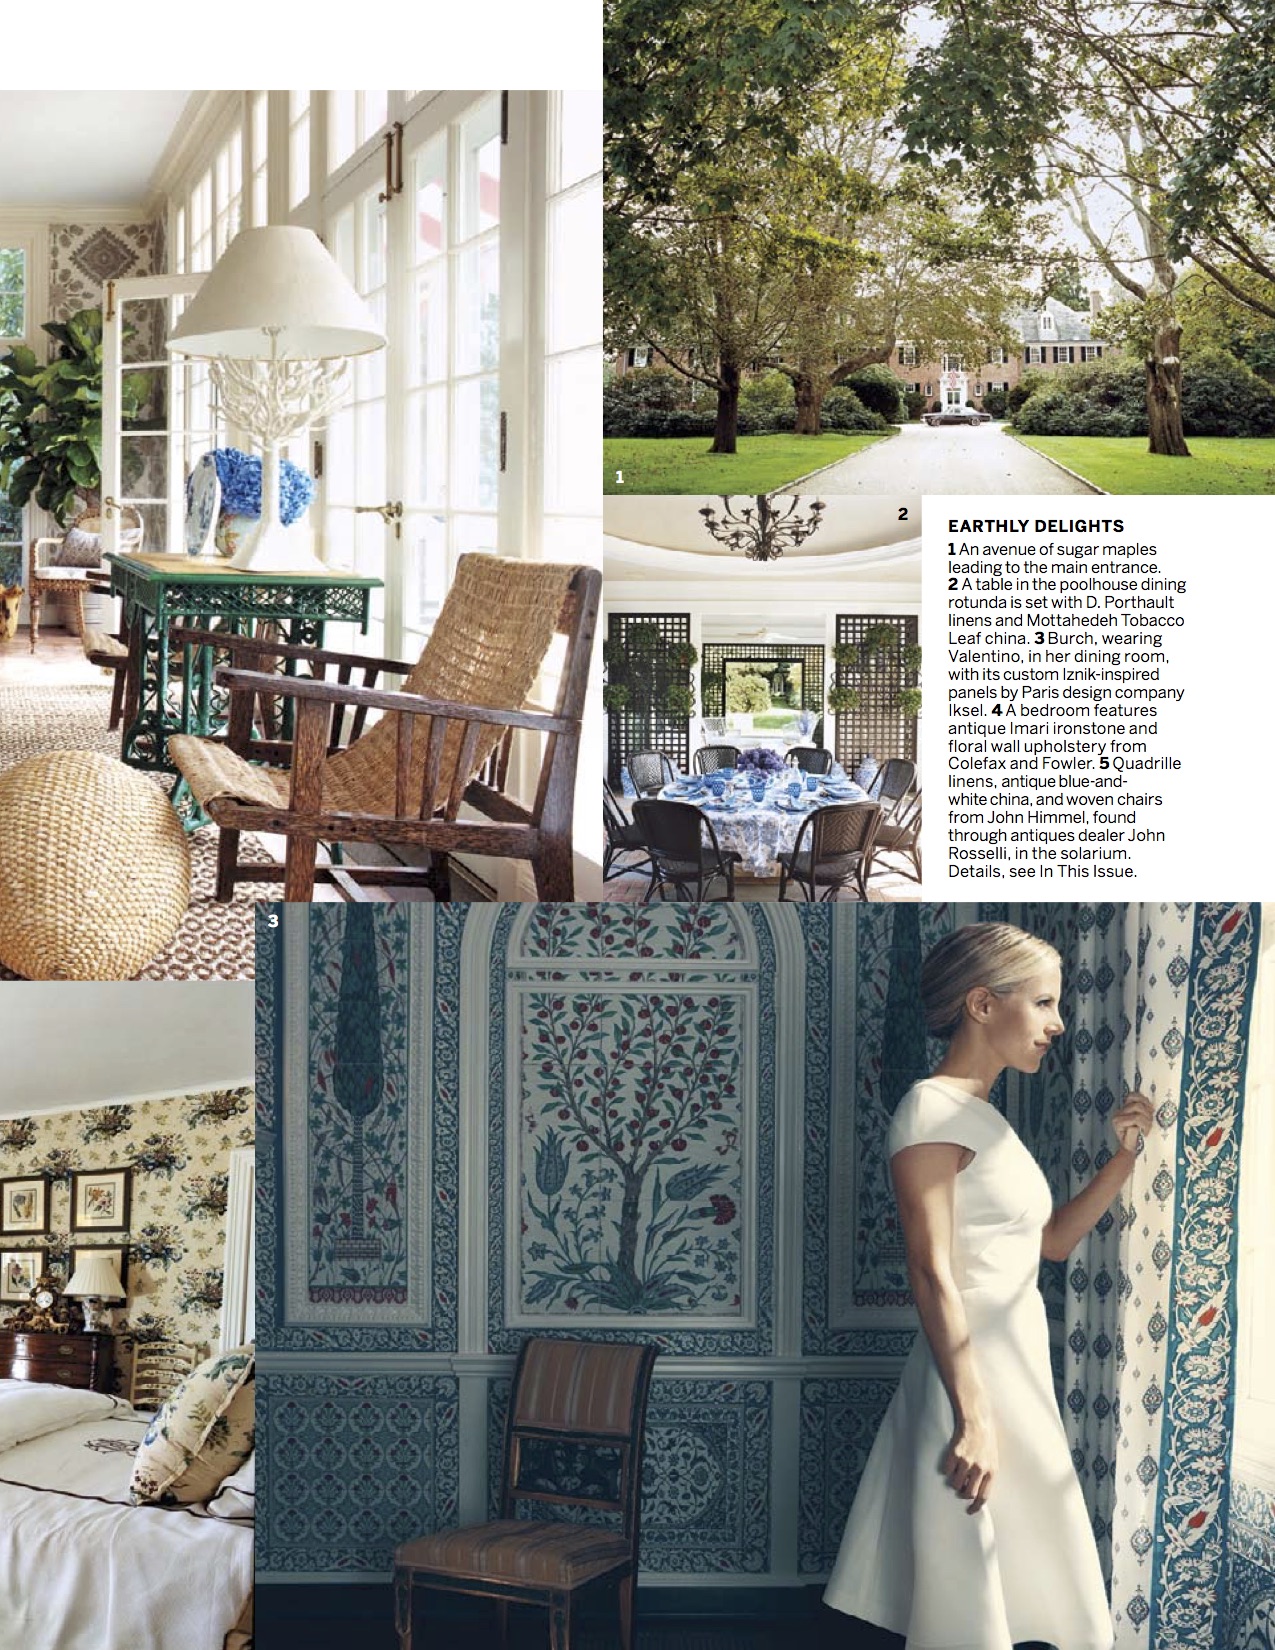 1
2
EARTHLY DELIGHTS
1 An avenue of sugar maples
leading to the main entrance.
2 A table in the poolhouse dining
rotunda is set with D. Porthault
linens and Mottahedeh Tobacco
Leaf china. 3 Burch, wearing
Valentino, in her dining room,
with its custom Iznik-inspired
panels by Paris design company
Iksel. 4 A bedroom features
antique Imari ironstone and
floral wall upholstery from
Colefax and Fowler. 5 Quadrille
linens, antique blue-and-
white china, and woven chairs
from John Himmel, found
through antiques dealer John
Rosselli, in the solarium.
Details, see In This Issue.
3